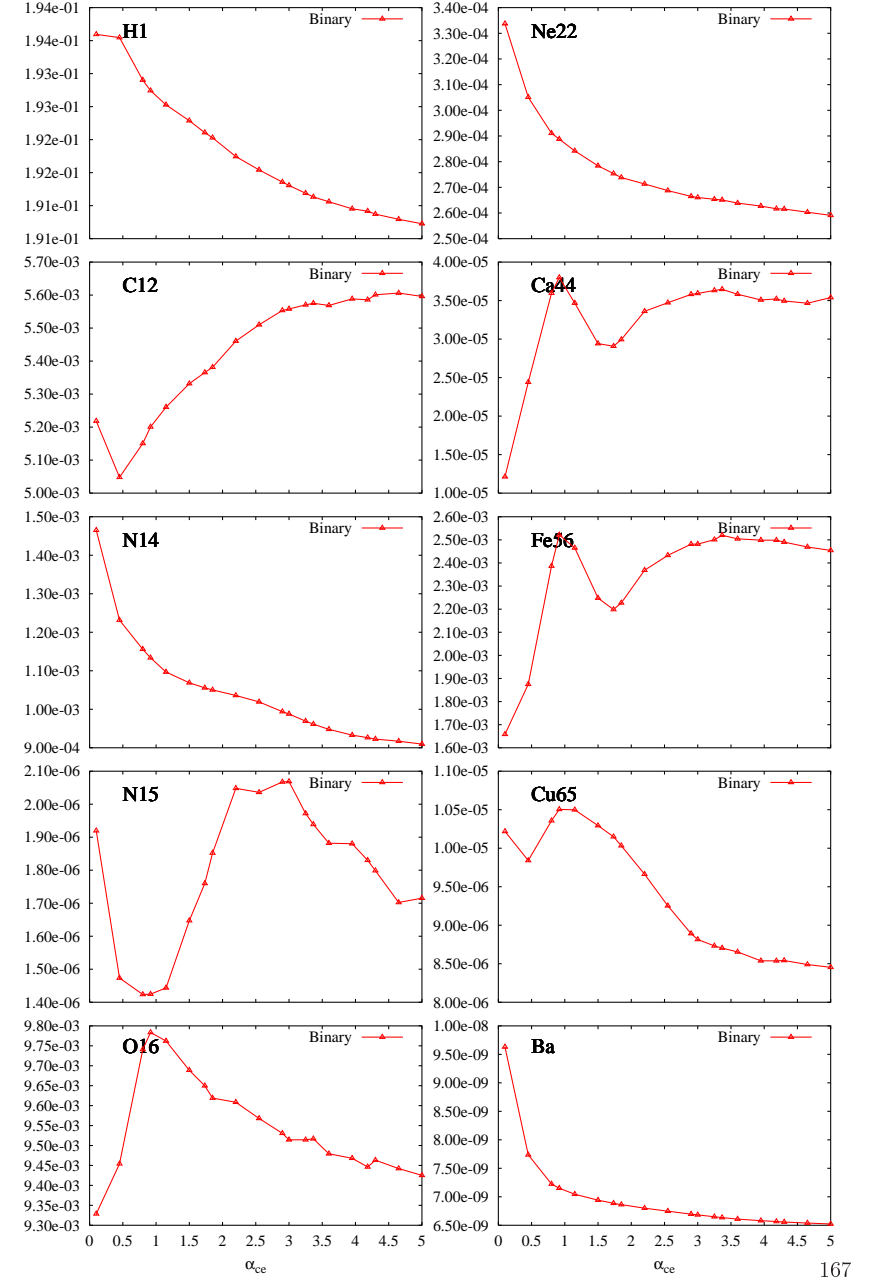 H1
Binary
1.94e-01
1.94e-01
1.93e-01
1.93e-01
1.92e-01
1.92e-01
1.91e-01
1.91e-01
Ne22
Binary
3.40e-04
3.30e-04
3.20e-04
3.10e-04
3.00e-04
2.90e-04
2.80e-04
2.70e-04
2.60e-04
2.50e-04
C12
Binary
5.70e-03
5.60e-03
5.50e-03
5.40e-03
5.30e-03
5.20e-03
5.10e-03
5.00e-03
Ca44
Binary
4.00e-05
3.50e-05
3.00e-05
2.50e-05
2.00e-05
1.50e-05
1.00e-05
N14
Binary
1.50e-03
1.40e-03
1.30e-03
1.20e-03
1.10e-03
1.00e-03
9.00e-04
Fe56
Binary
2.60e-03
2.50e-03
2.40e-03
2.30e-03
2.20e-03
2.10e-03
2.00e-03
1.90e-03
1.80e-03
1.70e-03
1.60e-03
N15
Binary
2.10e-06
2.00e-06
1.90e-06
1.80e-06
1.70e-06
1.60e-06
1.50e-06
1.40e-06
Cu65
Binary
1.10e-05
1.05e-05
1.00e-05
9.50e-06
9.00e-06
8.50e-06
8.00e-06
O16
Binary
9.80e-03
9.75e-03
9.70e-03
9.65e-03
9.60e-03
9.55e-03
9.50e-03
9.45e-03
9.40e-03
9.35e-03
9.30e-03
0 0.5 1 1.5 2 2.5 3 3.5 4 4.5 5
αce
Ba
Binary
1.00e-08
9.50e-09
9.00e-09
8.50e-09
8.00e-09
7.50e-09
7.00e-09
6.50e-09
0 0.5 1 1.5 2 2.5 3 3.5 4 4.5 5
αce
167